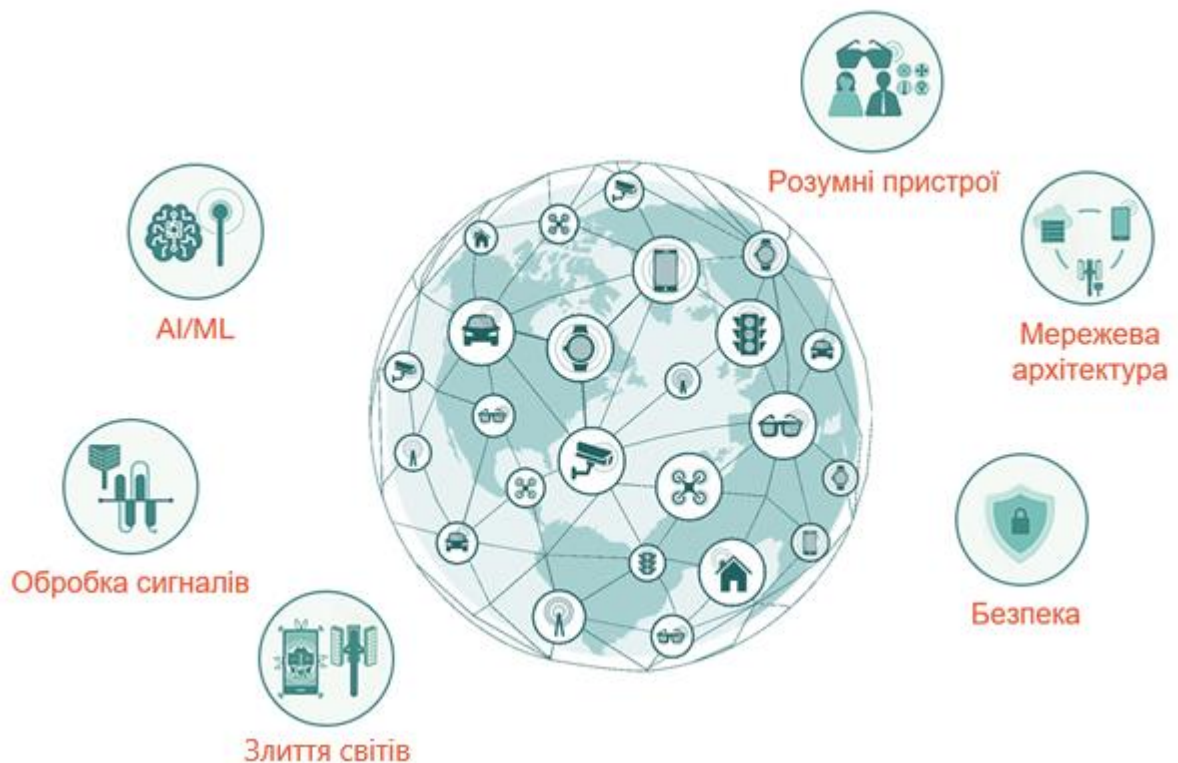 Розумні пристрої
AI/ML
Мережева
архітектура
Обробка сигналів
Безпека
Злиття світів